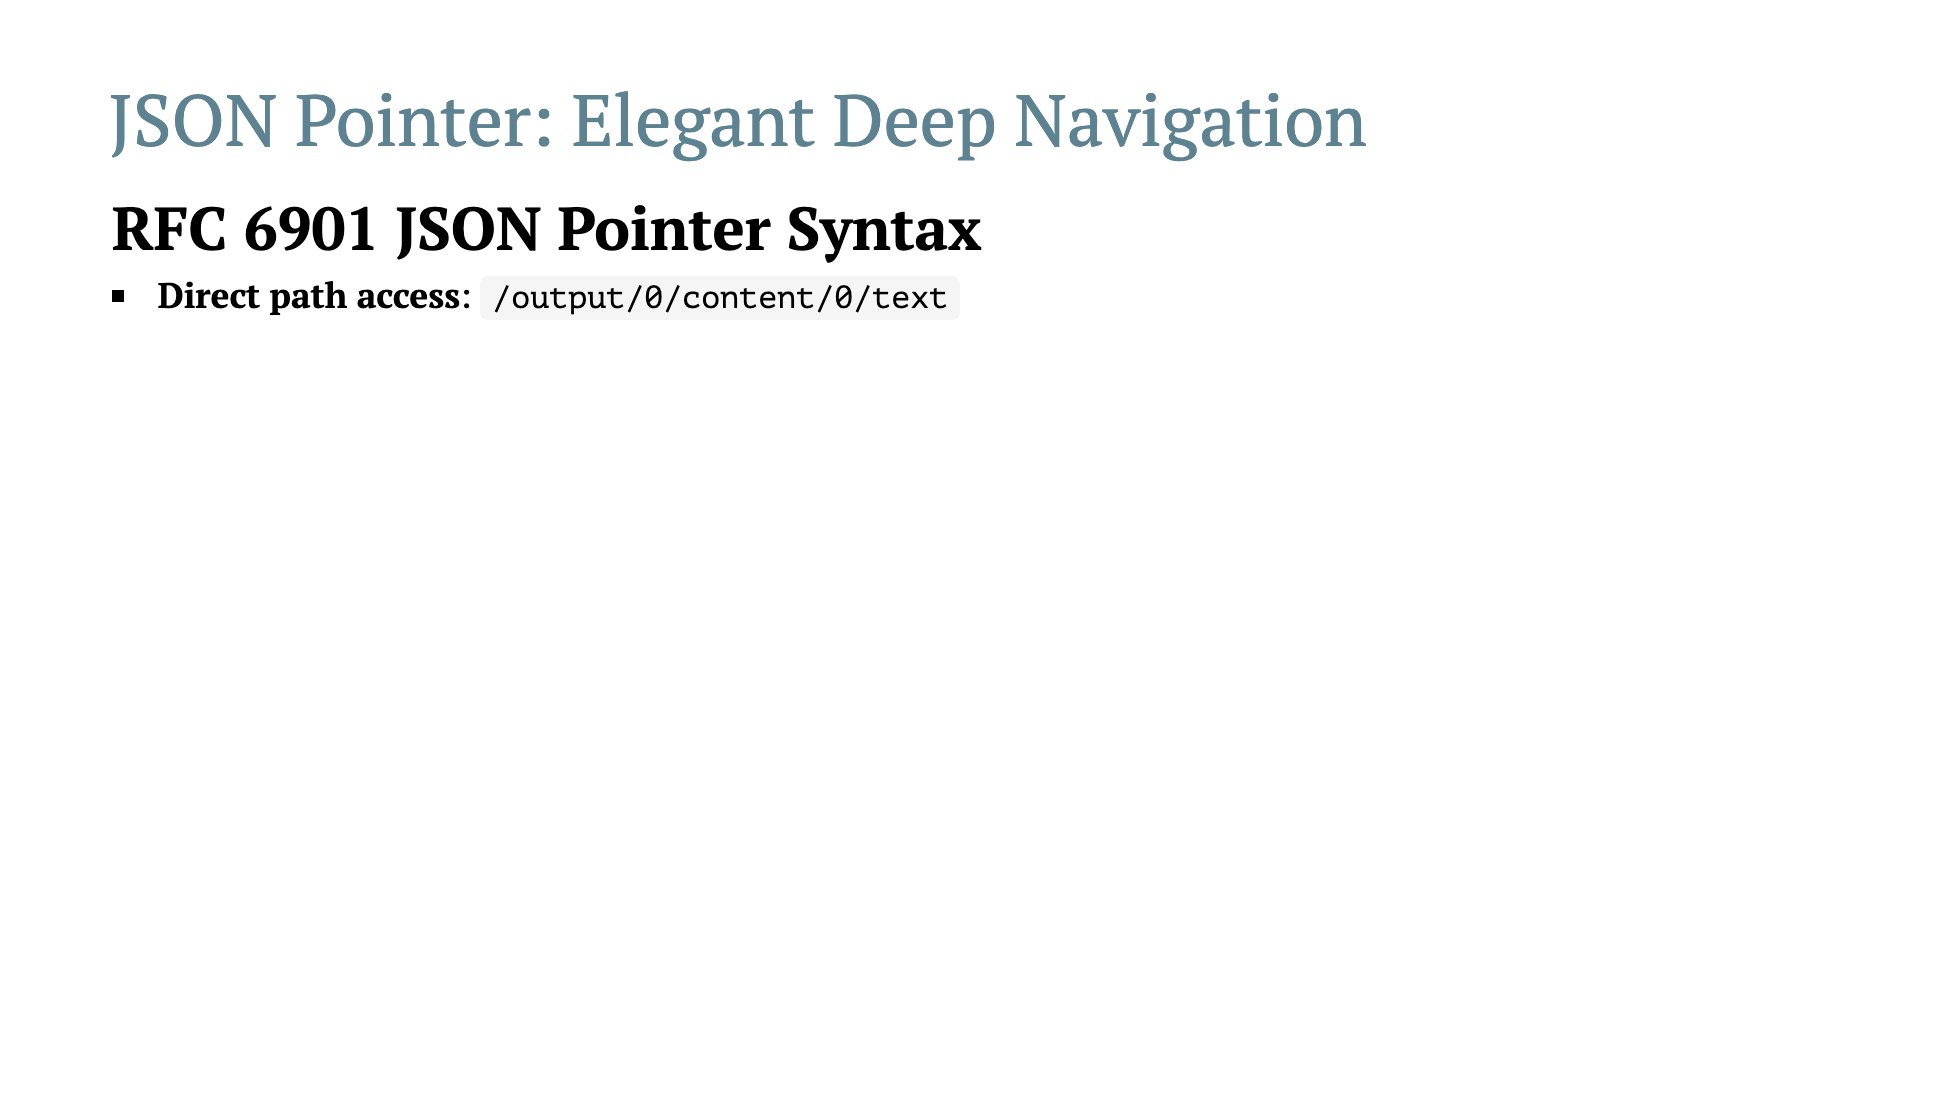 JSON Pointer: Elegant Deep Navigation
RFC 6901 JSON Pointer Syntax
▪ Direct path access: /output/0/content/0/text